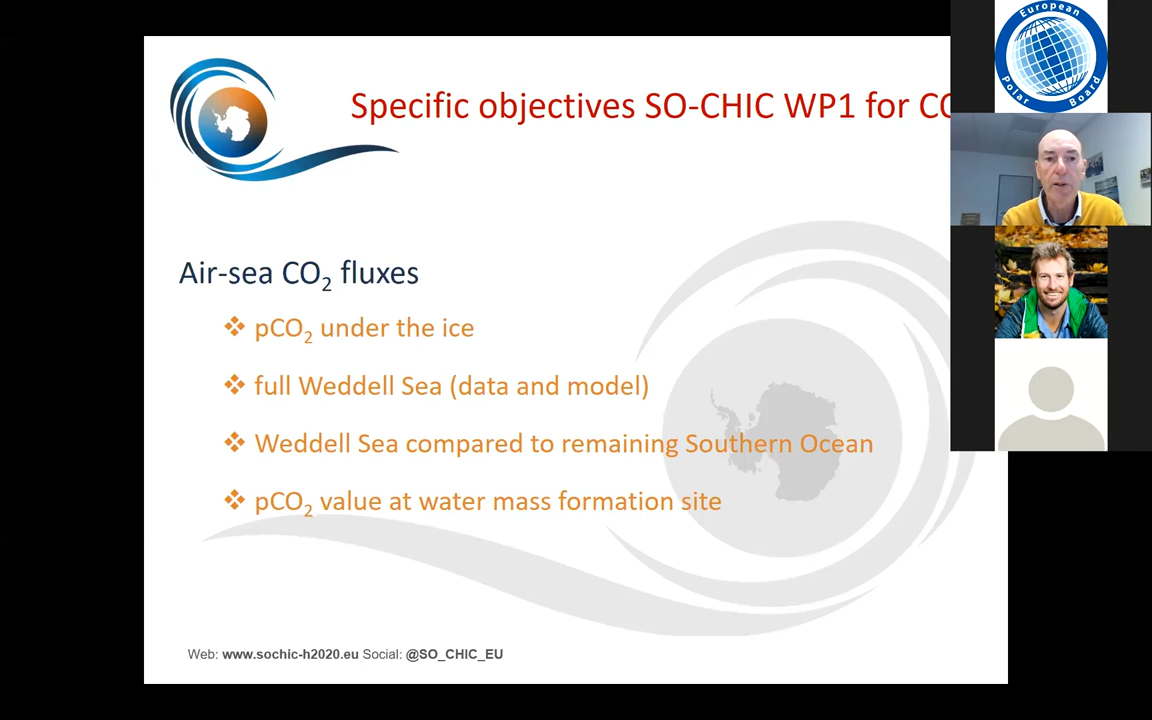 Specific objectives SO-CHIC WP1 for CO
Air-sea CO₂ fluxes
❖ pCO₂ under the ice
❖ full Weddell Sea (data and model)
❖ Weddell Sea compared to remaining Southern Ocean
❖ pCO₂ value at water mass formation site
Web: www.sochic-h2020.eu Social: @SO_CHIC_EU
European
Polar Board